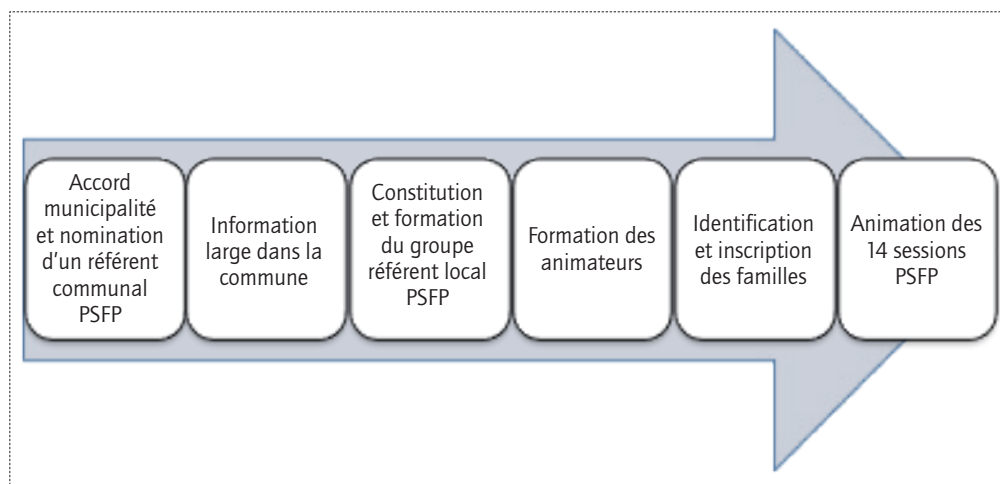 Accord
municipalité
et nomination
d'un référent
communal
PSFP
Information
large dans la
commune
Constitution
et formation
du groupe
référent local
PSFP
Formation des
animateurs
Identification
et inscription
des familles
Animation des
14 sessions
PSFP